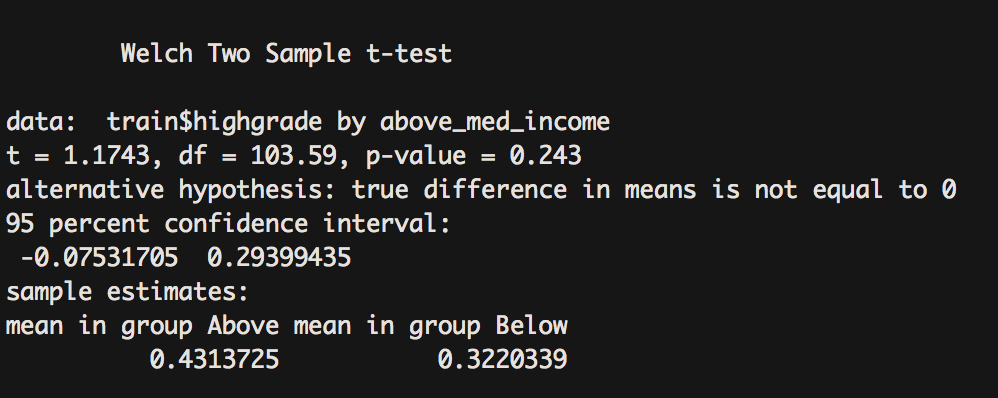 Welch Two Sample t-test
data:  train$highgrade by above_med_income
t = 1.1743, df = 103.59, p-value = 0.243
alternative hypothesis: true difference in means is not equal to 0
95 percent confidence interval:
 -0.07531705  0.29399435
sample estimates:
mean in group Above mean in group Below
          0.4313725           0.3220339